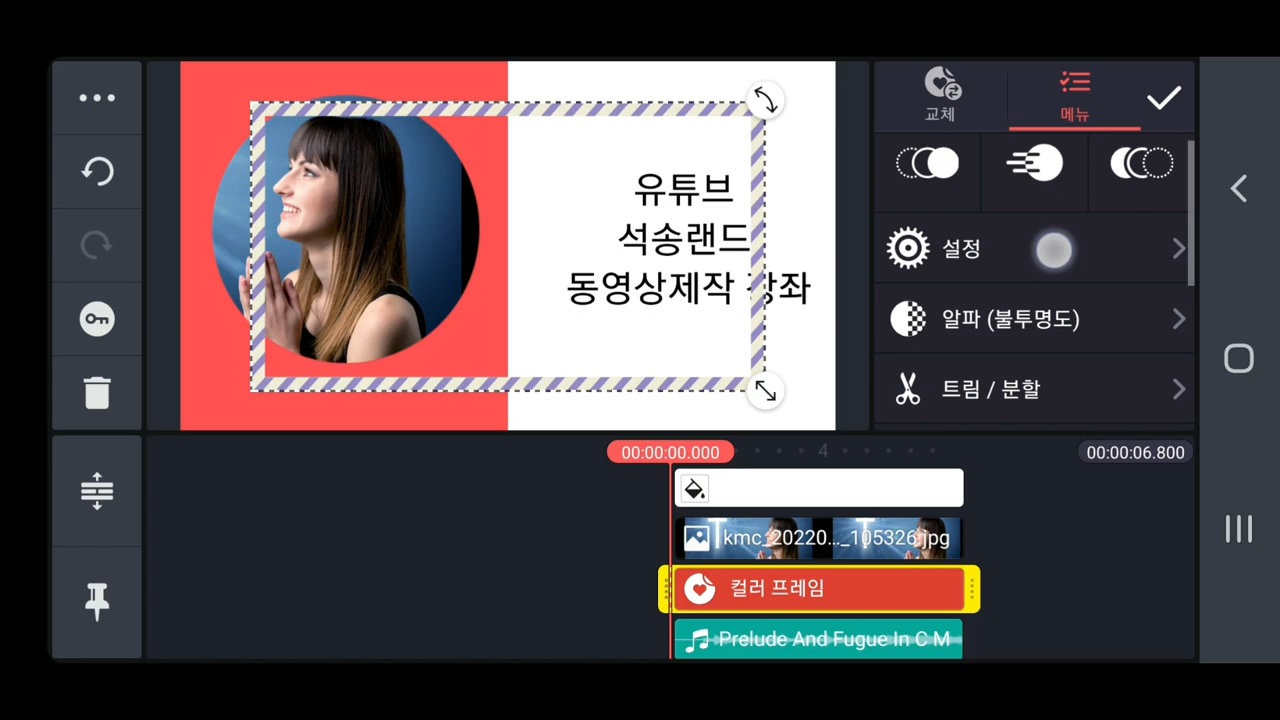 유튜브
석송랜드
동영상제작 강좌
교체
메뉴
설정
알파 (불투명도)
트림 / 분할
00:00:00.000
4
00:00:06.800
kmc_20220..._105326.jpg
컬러 프레임
Prelude And Fugue In C M